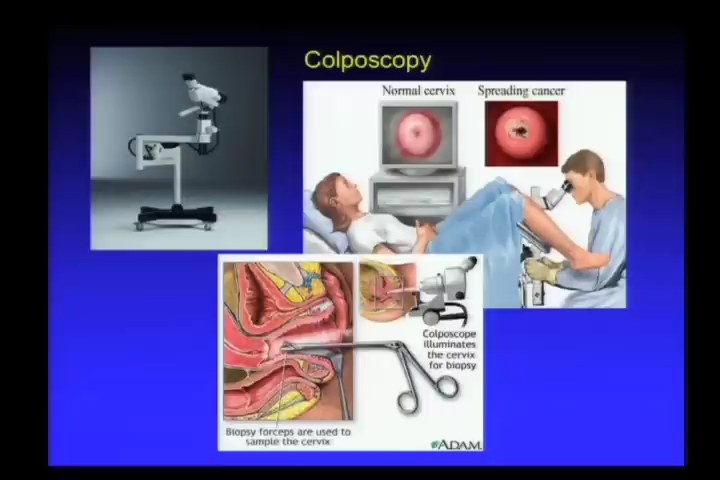 Colposcopy
Normal cervix
Spreading cancer
Colposcope
illuminates
the cervix
for biopsy
Biopsy forceps are used to
sample the cervix
ADAM